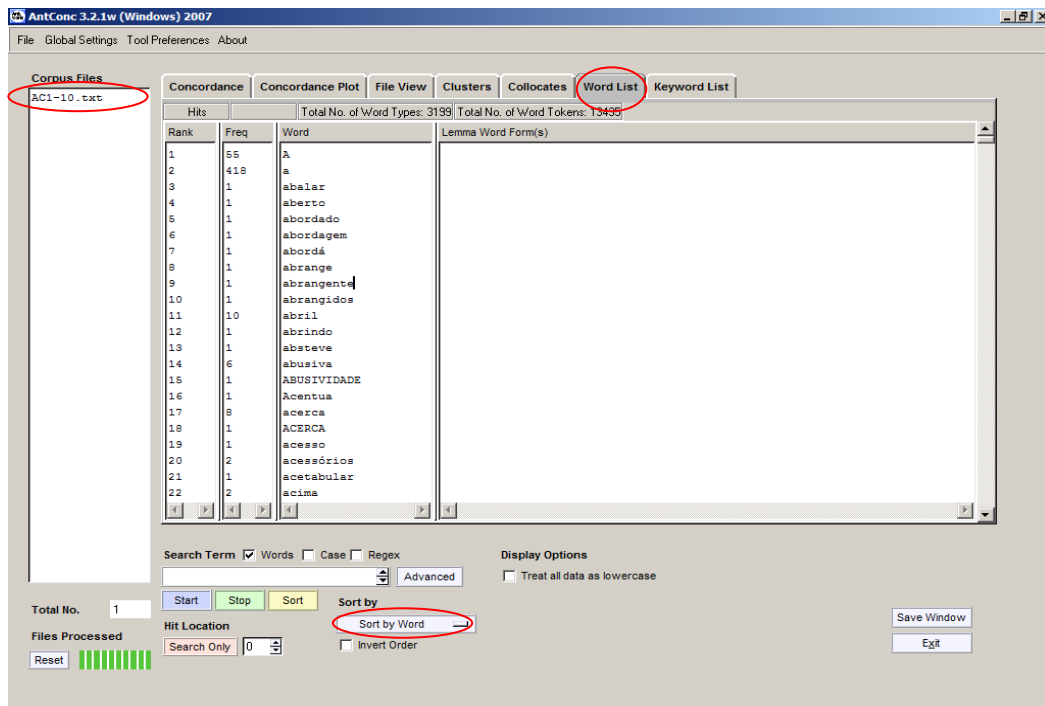 AntConc 3.2.1w (Windows) 2007
File Global Settings Tool Preferences About
Corpus Files
AC1-10.txt
Concordance Concordance Plot File View Clusters Collocates Word List Keyword List
Hits Total No. of Word Types: 3199 Total No. of Word Tokens: 13435
Rank Freq Word Lemma Word Form(s)
1 55 A
2 418 a
3 1 abalar
4 1 aberto
5 1 abordado
6 1 abordagem
7 1 abordá
8 1 abrange
9 1 abrangente
10 1 abrangidos
11 10 abril
12 1 abrindo
13 1 absteve
14 6 abusiva
15 1 ABUSIVIDADE
16 1 Acentua
17 8 acerca
18 1 ACERCA
19 1 acesso
20 2 acessórios
21 1 acetabular
22 2 acima
Search Term Words Case Regex Display Options
Advanced Treat all data as lowercase
Start Stop Sort Sort by
Total No. 1
Hit Location Sort by Word Save Window
Files Processed
Search Only 0 Invert Order Exit
Reset